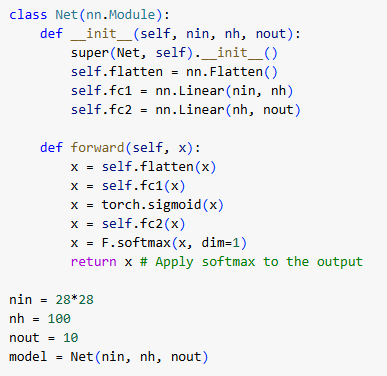 class Net(nn.Module):
    def __init__(self, nin, nh, nout):
        super(Net, self).__init__()
        self.flatten = nn.Flatten()
        self.fc1 = nn.Linear(nin, nh)
        self.fc2 = nn.Linear(nh, nout)

    def forward(self, x):
        x = self.flatten(x)
        x = self.fc1(x)
        x = torch.sigmoid(x)
        x = self.fc2(x)
        x = F.softmax(x, dim=1)
        return x # Apply softmax to the output

nin = 28*28
nh = 100
nout = 10
model = Net(nin, nh, nout)